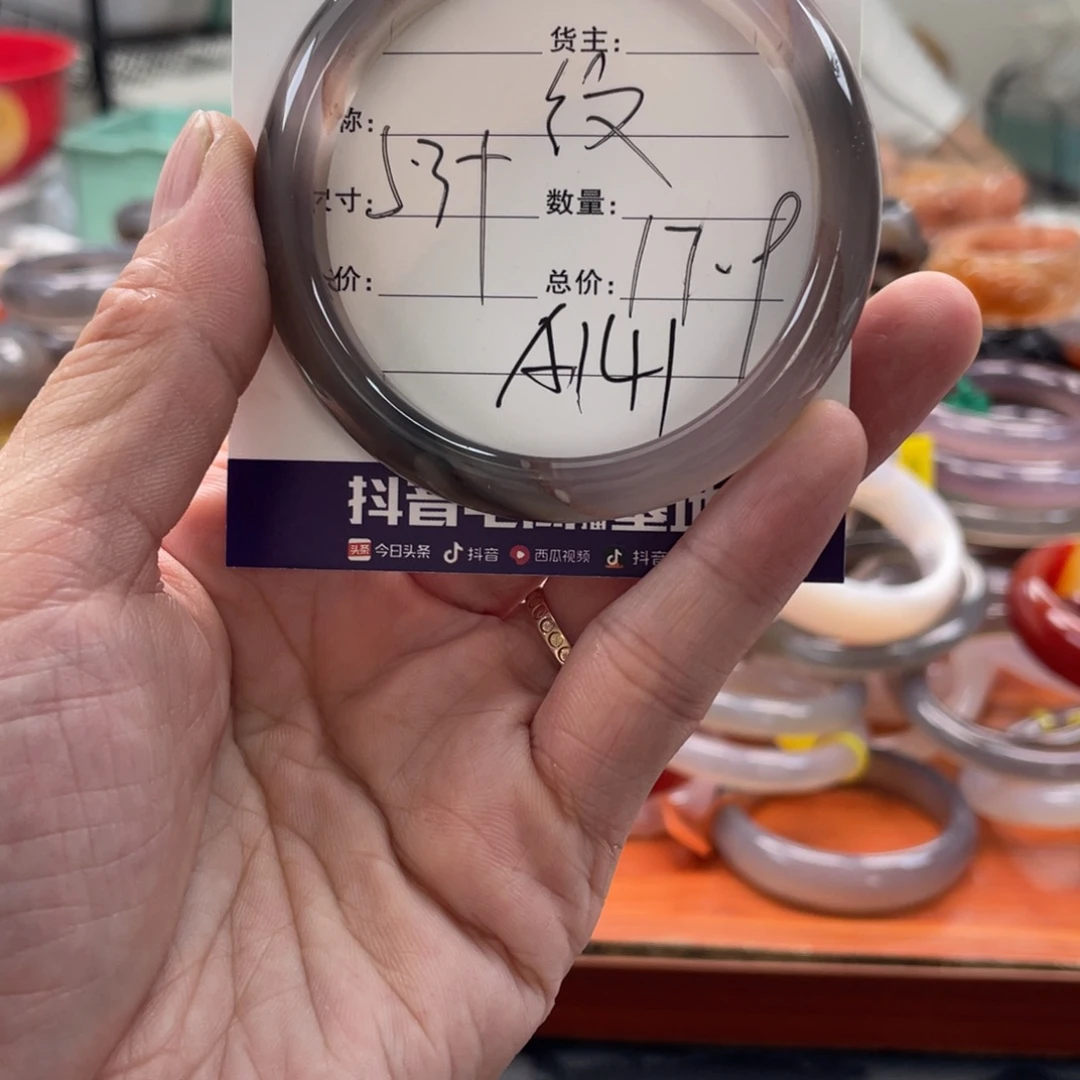 货主:
纹
称:
53+
寸:
数量:
价:
总价: 17.9
A141
抖音
今日头条 抖音 西瓜视频 抖音